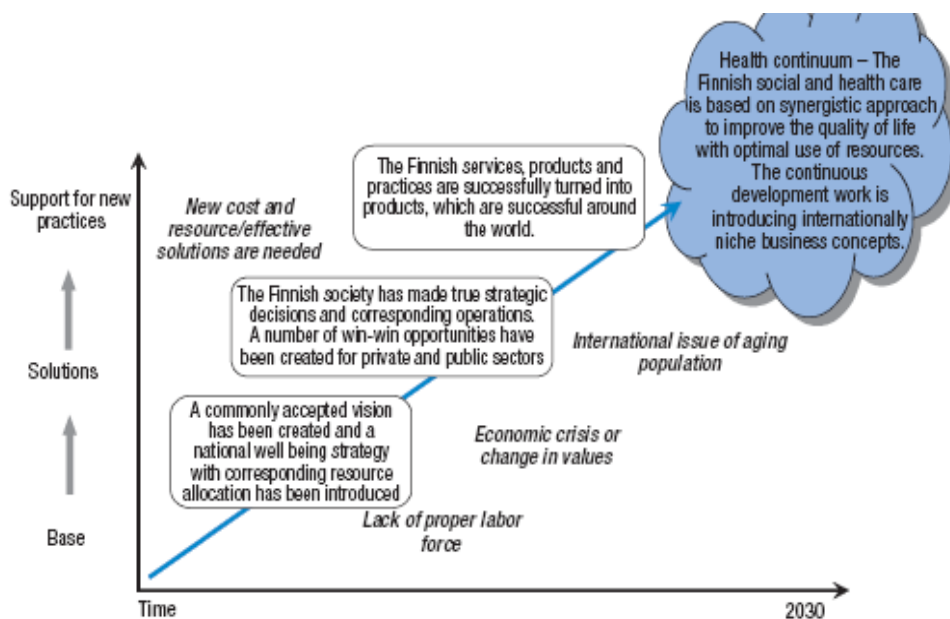 Health continuum – The
Finnish social and health care
is based on synergistic approach
to improve the quality of life
with optimal use of resources.
The continuous
development work is
introducing internationally
niche business concepts.
The Finnish services, products and
practices are successfully turned into
products, which are successful around
the world.
Support for new
practices
New cost and
resource/effective
solutions are needed
The Finnish society has made true strategic
decisions and corresponding operations.
A number of win-win opportunities have
been created for private and public sectors
International issue of aging
population
Solutions
A commonly accepted vision
has been created and a
national well being strategy
with corresponding resource
allocation has been introduced
Economic crisis or
change in values
Lack of proper labor
force
Base
Time
2030